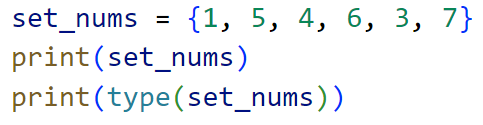 set_nums = {1, 5, 4, 6, 3, 7}
print(set_nums)
print(type(set_nums))